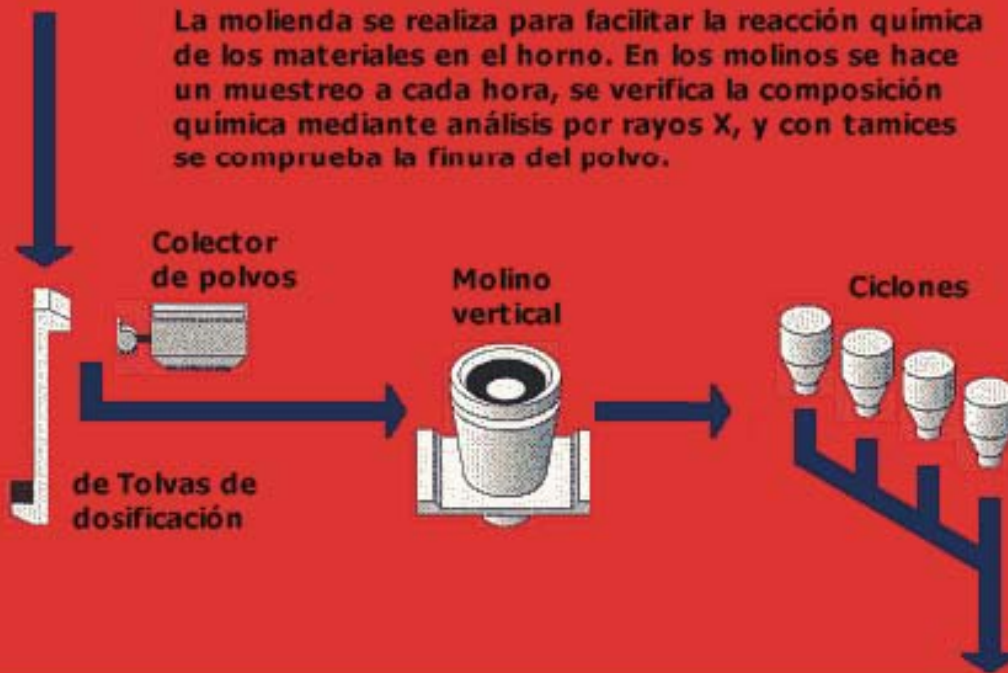 La molienda se realiza para facilitar la reacción química
de los materiales en el horno. En los molinos se hace
un muestreo a cada hora, se verifica la composición
química mediante análisis por rayos X, y con tamices
se comprueba la finura del polvo.
Colector
de polvos
Molino
vertical
Ciclones
de Tolvas de
dosificación